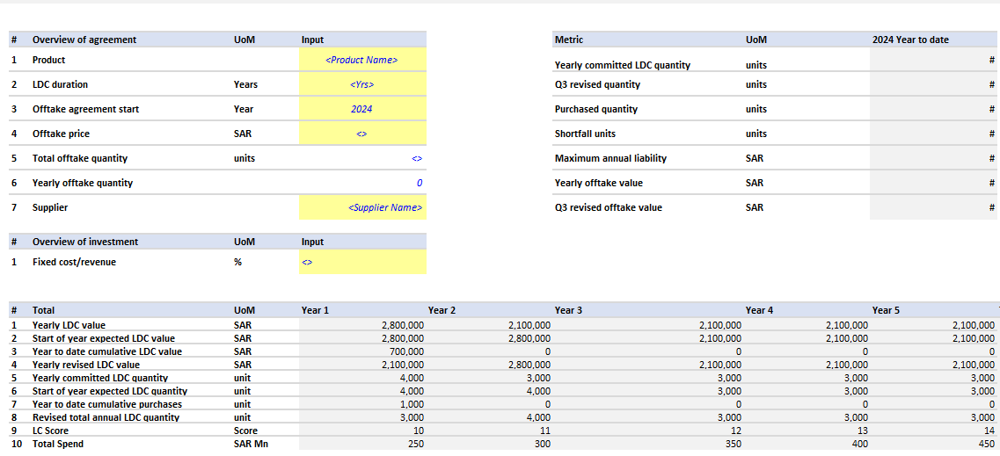 # Overview of agreement UoM Input
1 Product <Product Name>
2 LDC duration Years <Yrs>
3 Offtake agreement start Year 2024
4 Offtake price SAR <>
5 Total offtake quantity units <>
6 Yearly offtake quantity 0
7 Supplier <Supplier Name>
Metric UoM 2024 Year to date
Yearly committed LDC quantity units #
Q3 revised quantity units #
Purchased quantity units #
Shortfall units units #
Maximum annual liability SAR #
Yearly offtake value SAR #
Q3 revised offtake value SAR #
# Overview of investment UoM Input
1 Fixed cost/revenue % <>
# Total UoM Year 1 Year 2 Year 3 Year 4 Year 5
1 Yearly LDC value SAR 2,800,000 2,100,000 2,100,000 2,100,000 2,100,000
2 Start of year expected LDC value SAR 2,800,000 2,800,000 2,100,000 2,100,000 2,100,000
3 Year to date cumulative LDC value SAR 700,000 0 0 0 0
4 Yearly revised LDC value SAR 2,100,000 2,800,000 2,100,000 2,100,000 2,100,000
5 Yearly committed LDC quantity unit 4,000 3,000 3,000 3,000 3,000
6 Start of year expected LDC quantity unit 4,000 4,000 3,000 3,000 3,000
7 Year to date cumulative purchases unit 1,000 0 0 0 0
8 Revised total annual LDC quantity unit 3,000 4,000 3,000 3,000 3,000
9 LC Score Score 10 11 12 13 14
10 Total Spend SAR Mn 250 300 350 400 450